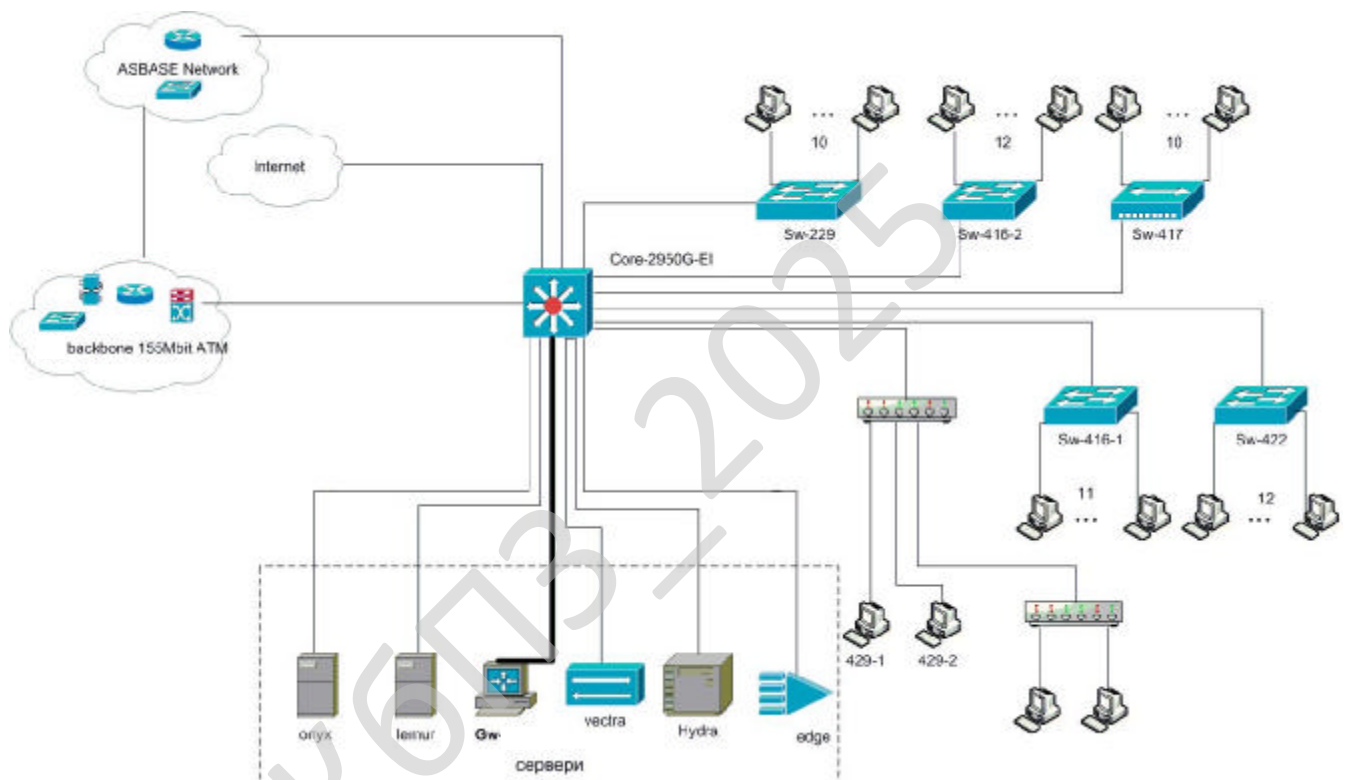 ASBASE Network
10
12
10
Internet
Sw-229
Sw-416-2
Sw-417
Core-2950G-EI
backbone 155Mbit ATM
Sw-416-1
Sw-422
11
12
429-1
429-2
onyx
lemur
Gw-
vectra
Hydra
edge
сервери
КбПЗ_2025